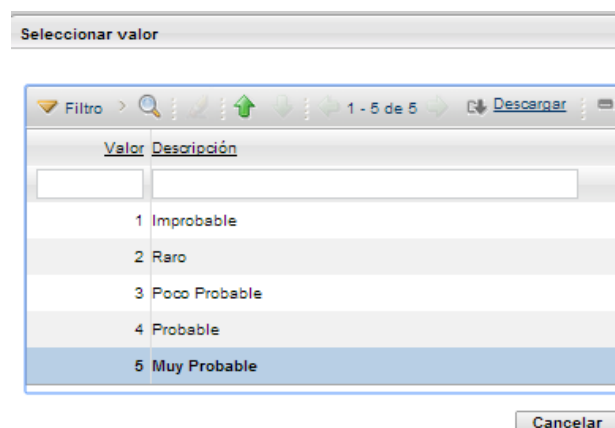 Seleccionar valor
Filtro 1 - 5 de 5 Descargar
Valor Descripción
1 Improbable
2 Raro
3 Poco Probable
4 Probable
5 Muy Probable
Cancelar